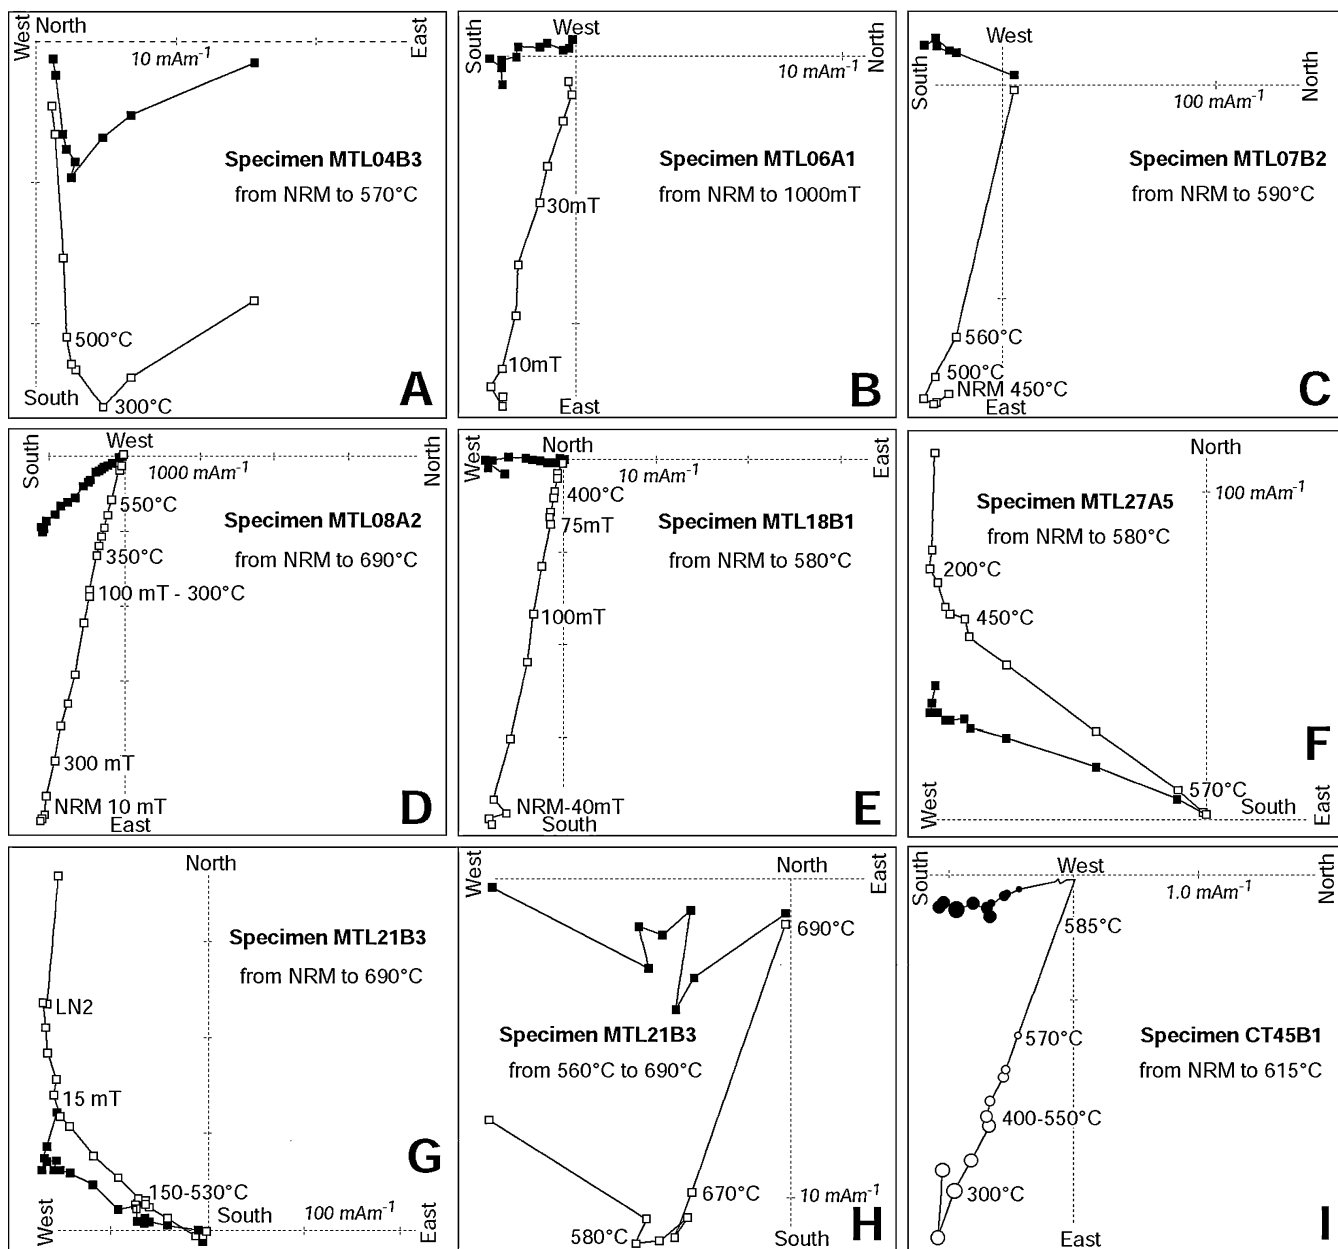 North
West
East
10 mAm-1
Specimen MTL04B3
from NRM to 570°C
500°C
South
300°C
A
South
West
North
10 mAm-1
Specimen MTL06A1
from NRM to 1000mT
30mT
10mT
East
B
South
West
North
100 mAm-1
Specimen MTL07B2
from NRM to 590°C
560°C
500°C
NRM 450°C
East
C
South
West
North
1000 mAm-1
550°C
Specimen MTL08A2
350°C
from NRM to 690°C
100 mT - 300°C
300 mT
NRM 10 mT
East
D
West
North
East
10 mAm-1
400°C
75mT
Specimen MTL18B1
from NRM to 580°C
100mT
NRM-40mT
South
E
North
100 mAm-1
Specimen MTL27A5
from NRM to 580°C
200°C
450°C
F
570°C
West
South
East
North
Specimen MTL21B3
from NRM to 690°C
LN2
15 mT
G
150-530°C
West
South
100 mAm-1
East
West
North
East
690°C
Specimen MTL21B3
from 560°C to 690°C
670°C
10 mAm-1
580°C
South
H
South
West
North
1.0 mAm-1
585°C
570°C
Specimen CT45B1
from NRM to 615°C
400-550°C
300°C
East
I